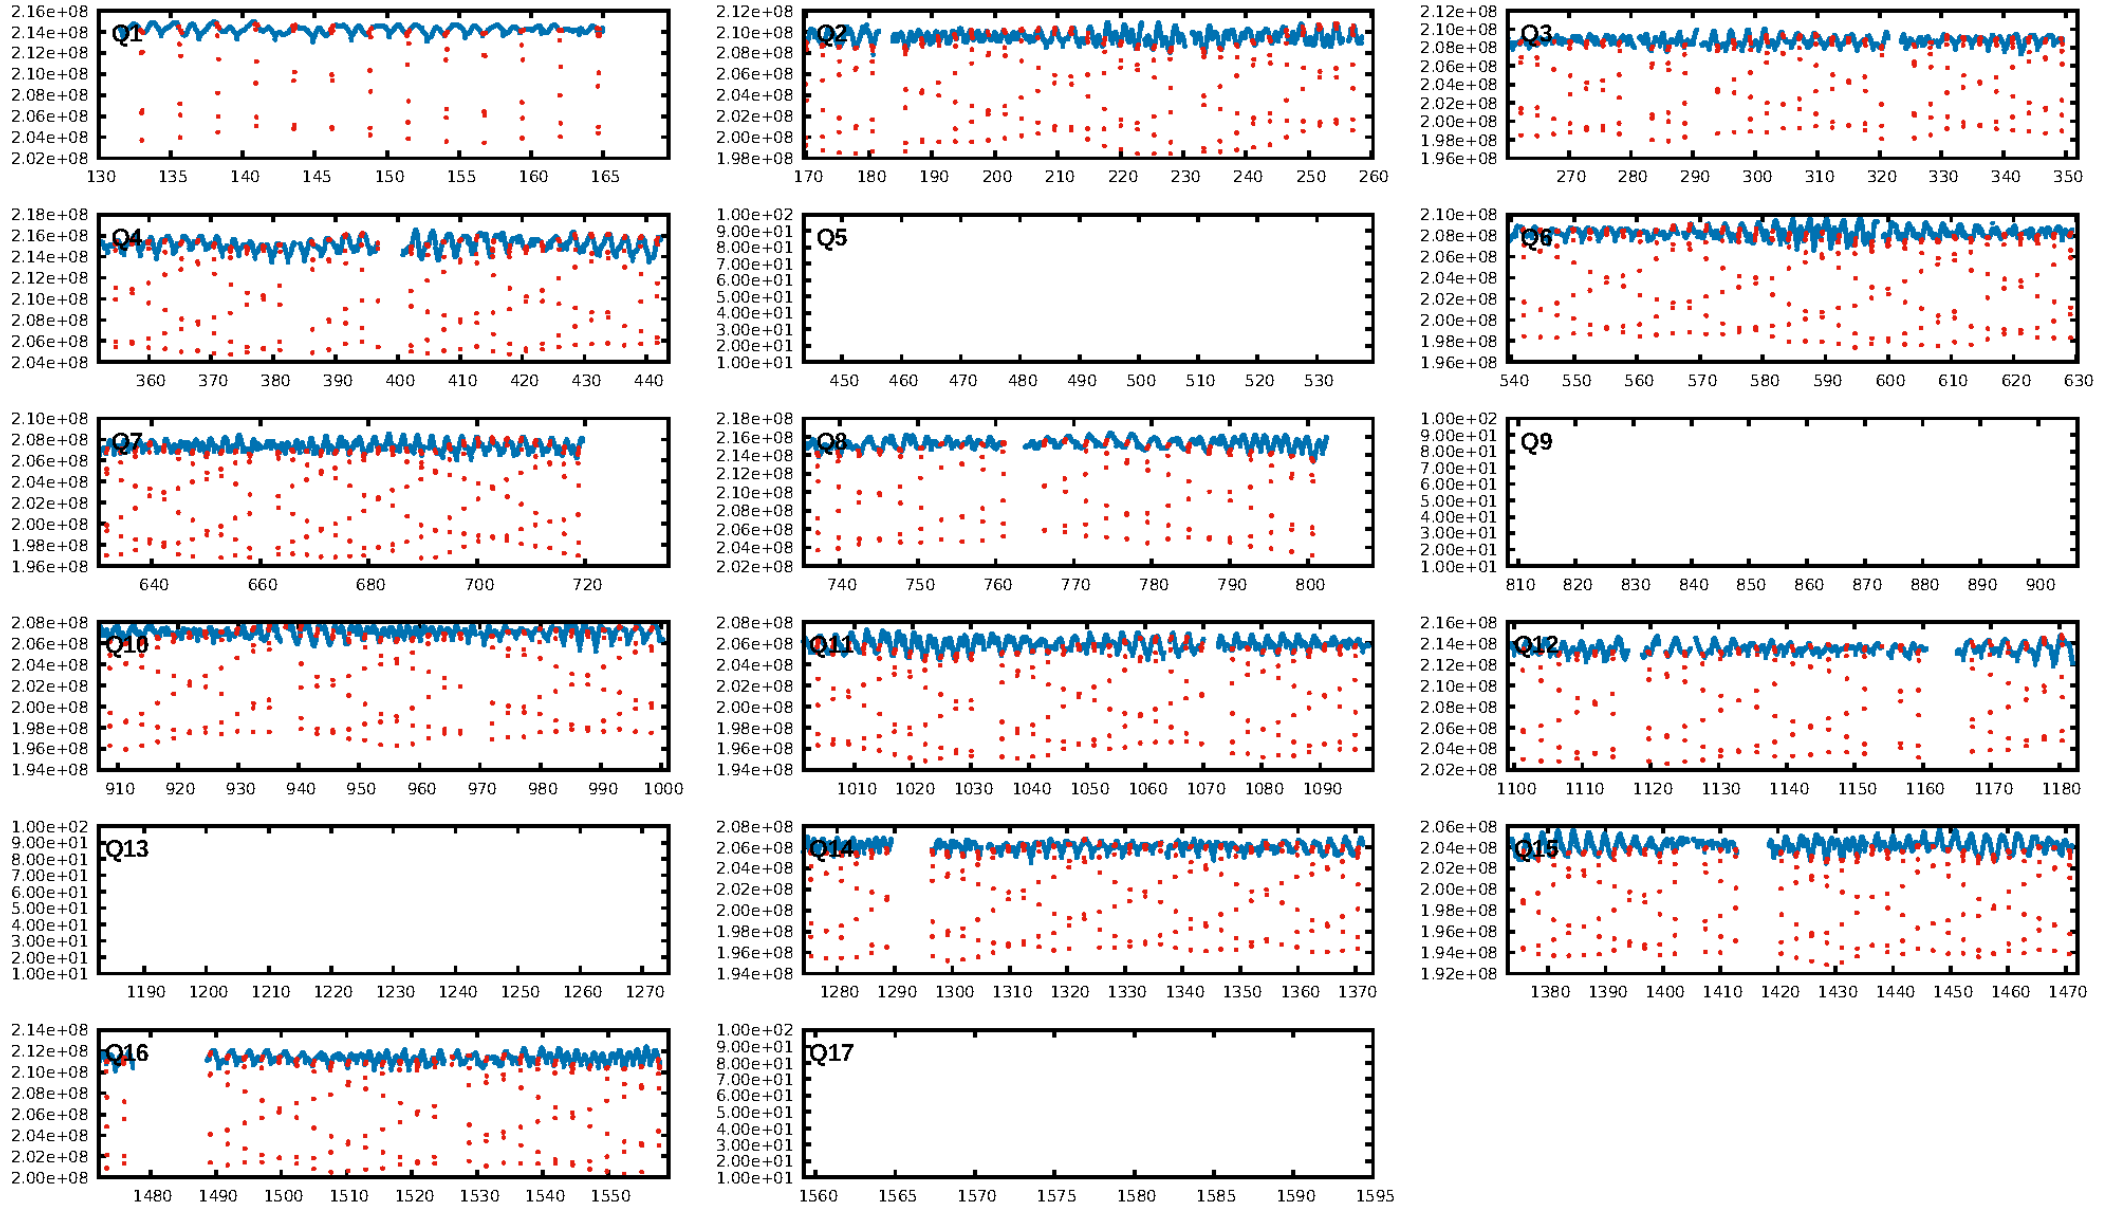 2.16e+08
Q1
2.14e+08
2.12e+08
2.10e+08
2.08e+08
2.06e+08
2.04e+08
2.02e+08
130 135 140 145 150 155 160 165
2.12e+08
Q2
2.10e+08
2.08e+08
2.06e+08
2.04e+08
2.02e+08
2.00e+08
1.98e+08
170 180 190 200 210 220 230 240 250 260
2.12e+08
Q3
2.10e+08
2.08e+08
2.06e+08
2.04e+08
2.02e+08
2.00e+08
1.98e+08
1.96e+08
270 280 290 300 310 320 330 340 350
2.18e+08
Q4
2.16e+08
2.14e+08
2.12e+08
2.10e+08
2.08e+08
2.06e+08
2.04e+08
360 370 380 390 400 410 420 430 440
1.00e+02
Q5
9.00e+01
8.00e+01
7.00e+01
6.00e+01
5.00e+01
4.00e+01
3.00e+01
2.00e+01
1.00e+01
450 460 470 480 490 500 510 520 530
2.10e+08
Q6
2.08e+08
2.06e+08
2.04e+08
2.02e+08
2.00e+08
1.98e+08
1.96e+08
540 550 560 570 580 590 600 610 620 630
2.10e+08
Q7
2.08e+08
2.06e+08
2.04e+08
2.02e+08
2.00e+08
1.98e+08
1.96e+08
640 660 680 700 720
2.18e+08
Q8
2.16e+08
2.14e+08
2.12e+08
2.10e+08
2.08e+08
2.06e+08
2.04e+08
2.02e+08
740 750 760 770 780 790 800
1.00e+02
Q9
9.00e+01
8.00e+01
7.00e+01
6.00e+01
5.00e+01
4.00e+01
3.00e+01
2.00e+01
1.00e+01
810 820 830 840 850 860 870 880 890 900
2.08e+08
Q10
2.06e+08
2.04e+08
2.02e+08
2.00e+08
1.98e+08
1.96e+08
1.94e+08
910 920 930 940 950 960 970 980 990 1000
2.08e+08
Q11
2.06e+08
2.04e+08
2.02e+08
2.00e+08
1.98e+08
1.96e+08
1.94e+08
1010 1020 1030 1040 1050 1060 1070 1080 1090
2.16e+08
Q12
2.14e+08
2.12e+08
2.10e+08
2.08e+08
2.06e+08
2.04e+08
2.02e+08
1100 1110 1120 1130 1140 1150 1160 1170 1180
1.00e+02
Q13
9.00e+01
8.00e+01
7.00e+01
6.00e+01
5.00e+01
4.00e+01
3.00e+01
2.00e+01
1.00e+01
1190 1200 1210 1220 1230 1240 1250 1260 1270
2.08e+08
Q14
2.06e+08
2.04e+08
2.02e+08
2.00e+08
1.98e+08
1.96e+08
1.94e+08
1280 1290 1300 1310 1320 1330 1340 1350 1360 1370
2.06e+08
Q15
2.04e+08
2.02e+08
2.00e+08
1.98e+08
1.96e+08
1.94e+08
1.92e+08
1380 1390 1400 1410 1420 1430 1440 1450 1460 1470
2.14e+08
Q16
2.12e+08
2.10e+08
2.08e+08
2.06e+08
2.04e+08
2.02e+08
2.00e+08
1480 1490 1500 1510 1520 1530 1540 1550
1.00e+02
Q17
9.00e+01
8.00e+01
7.00e+01
6.00e+01
5.00e+01
4.00e+01
3.00e+01
2.00e+01
1.00e+01
1560 1565 1570 1575 1580 1585 1590 1595